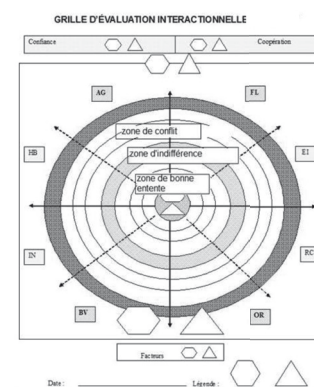 GRILLE D'ÉVALUATION INTERACTIONNELLE
Confiance
Coopération
AG
FL
zone de conflit
HB
zone d'indifférence
EI
zone de bonne
entente
IN
RC
BV
OR
Facteurs
Date :
Légende :